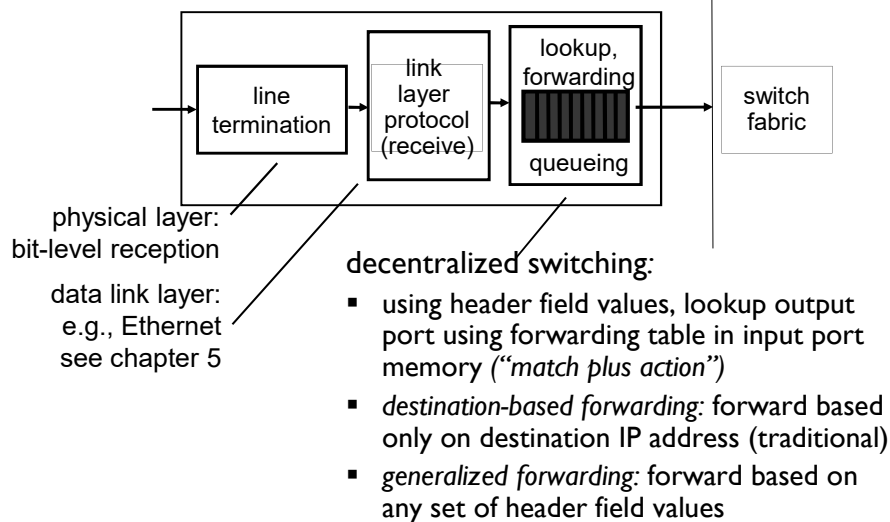 line
termination
link
layer
protocol
(receive)
lookup,
forwarding
queueing
switch
fabric
physical layer:
bit-level reception
data link layer:
e.g., Ethernet
see chapter 5
decentralized switching:
▪ using header field values, lookup output
port using forwarding table in input port
memory (“match plus action”)
▪ destination-based forwarding: forward based
only on destination IP address (traditional)
▪ generalized forwarding: forward based on
any set of header field values